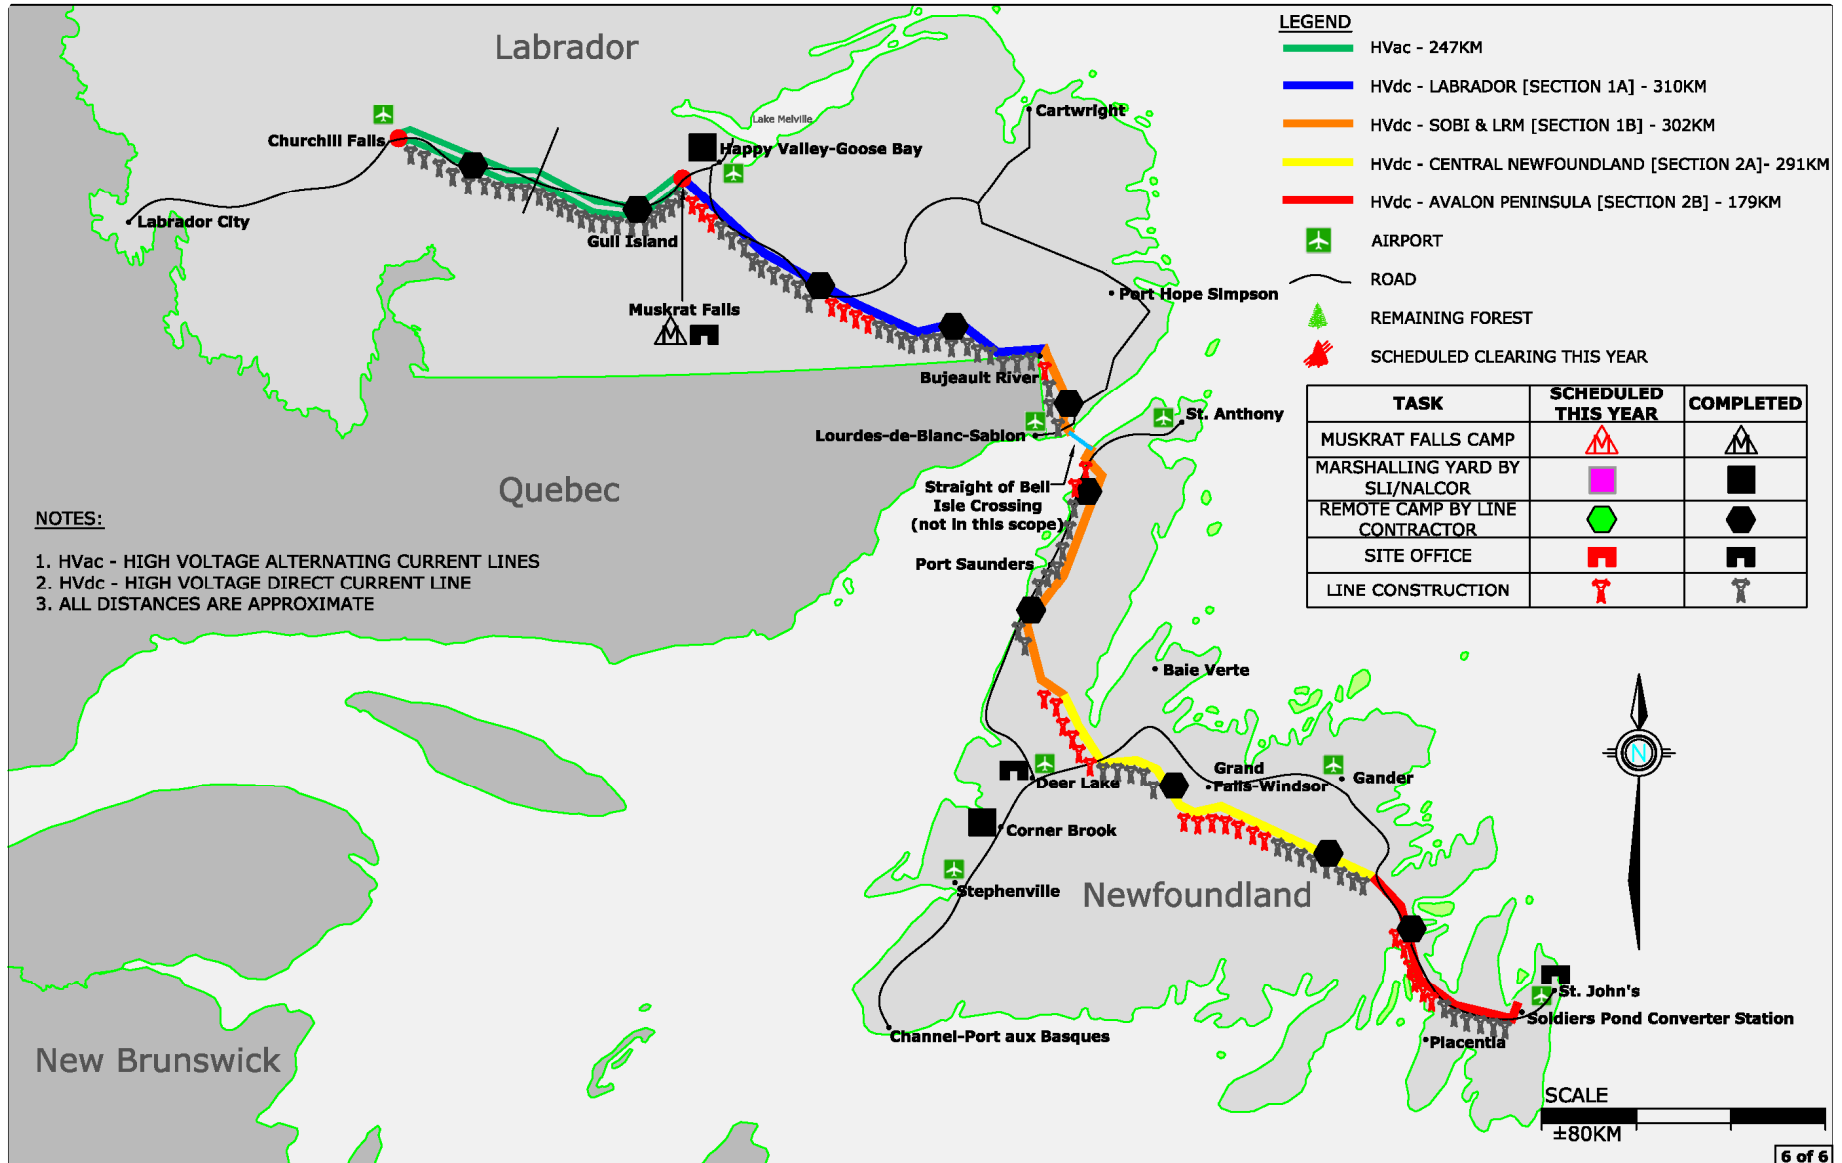 Labrador
LEGEND
HVac - 247KM
HVdc - LABRADOR [SECTION 1A] - 310KM
HVdc - SOBI & LRM [SECTION 1B] - 302KM
HVdc - CENTRAL NEWFOUNDLAND [SECTION 2A]- 291KM
HVdc - AVALON PENINSULA [SECTION 2B] - 179KM
AIRPORT
ROAD
REMAINING FOREST
SCHEDULED CLEARING THIS YEAR
TASK
SCHEDULED
THIS YEAR
COMPLETED
MUSKRAT FALLS CAMP
MARSHALLING YARD BY
SLI/NALCOR
REMOTE CAMP BY LINE
CONTRACTOR
SITE OFFICE
LINE CONSTRUCTION
Churchill Falls
Lake Melville
Cartwright
Happy Valley-Goose Bay
Labrador City
Gull Island
Muskrat Falls
Port Hope Simpson
Bujeault River
Lourdes-de-Blanc-Sablon
St. Anthony
Quebec
Straight of Bell
Isle Crossing
(not in this scope)
Port Saunders
NOTES:
1. HVac - HIGH VOLTAGE ALTERNATING CURRENT LINES
2. HVdc - HIGH VOLTAGE DIRECT CURRENT LINE
3. ALL DISTANCES ARE APPROXIMATE
Baie Verte
N
Deer Lake
Grand
Falls-Windsor
Gander
Corner Brook
Stephenville
Newfoundland
St. John's
Soldiers Pond Converter Station
Placentia
Channel-Port aux Basques
New Brunswick
SCALE
±80KM
6 of 6